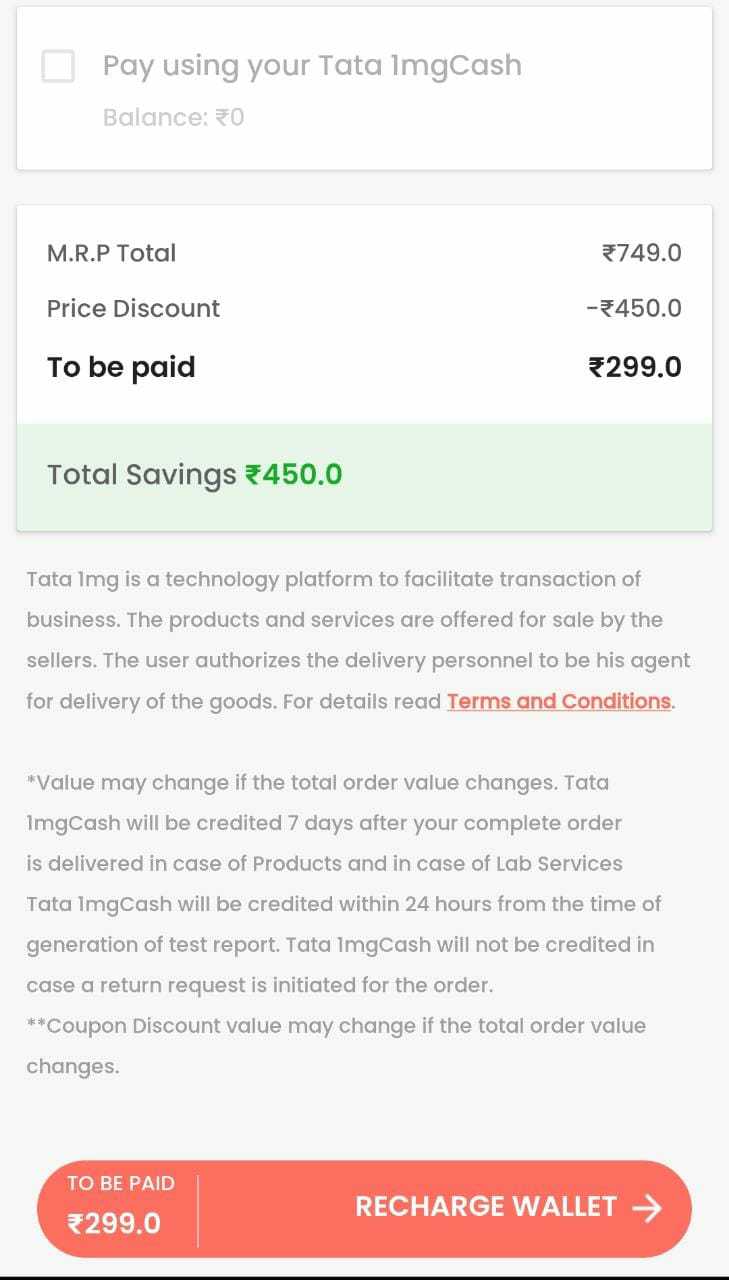 Pay using your Tata 1mgCash
Balance: ₹0
M.R.P Total ₹749.0
Price Discount -₹450.0
To be paid ₹299.0
Total Savings ₹450.0
Tata 1mg is a technology platform to facilitate transaction of
business. The products and services are offered for sale by the
sellers. The user authorizes the delivery personnel to be his agent
for delivery of the goods. For details read Terms and Conditions.
*Value may change if the total order value changes. Tata
1mgCash will be credited 7 days after your complete order
is delivered in case of Products and in case of Lab Services
Tata 1mgCash will be credited within 24 hours from the time of
generation of test report. Tata 1mgCash will not be credited in
case a return request is initiated for the order.
**Coupon Discount value may change if the total order value
changes.
TO BE PAID
₹299.0
RECHARGE WALLET →